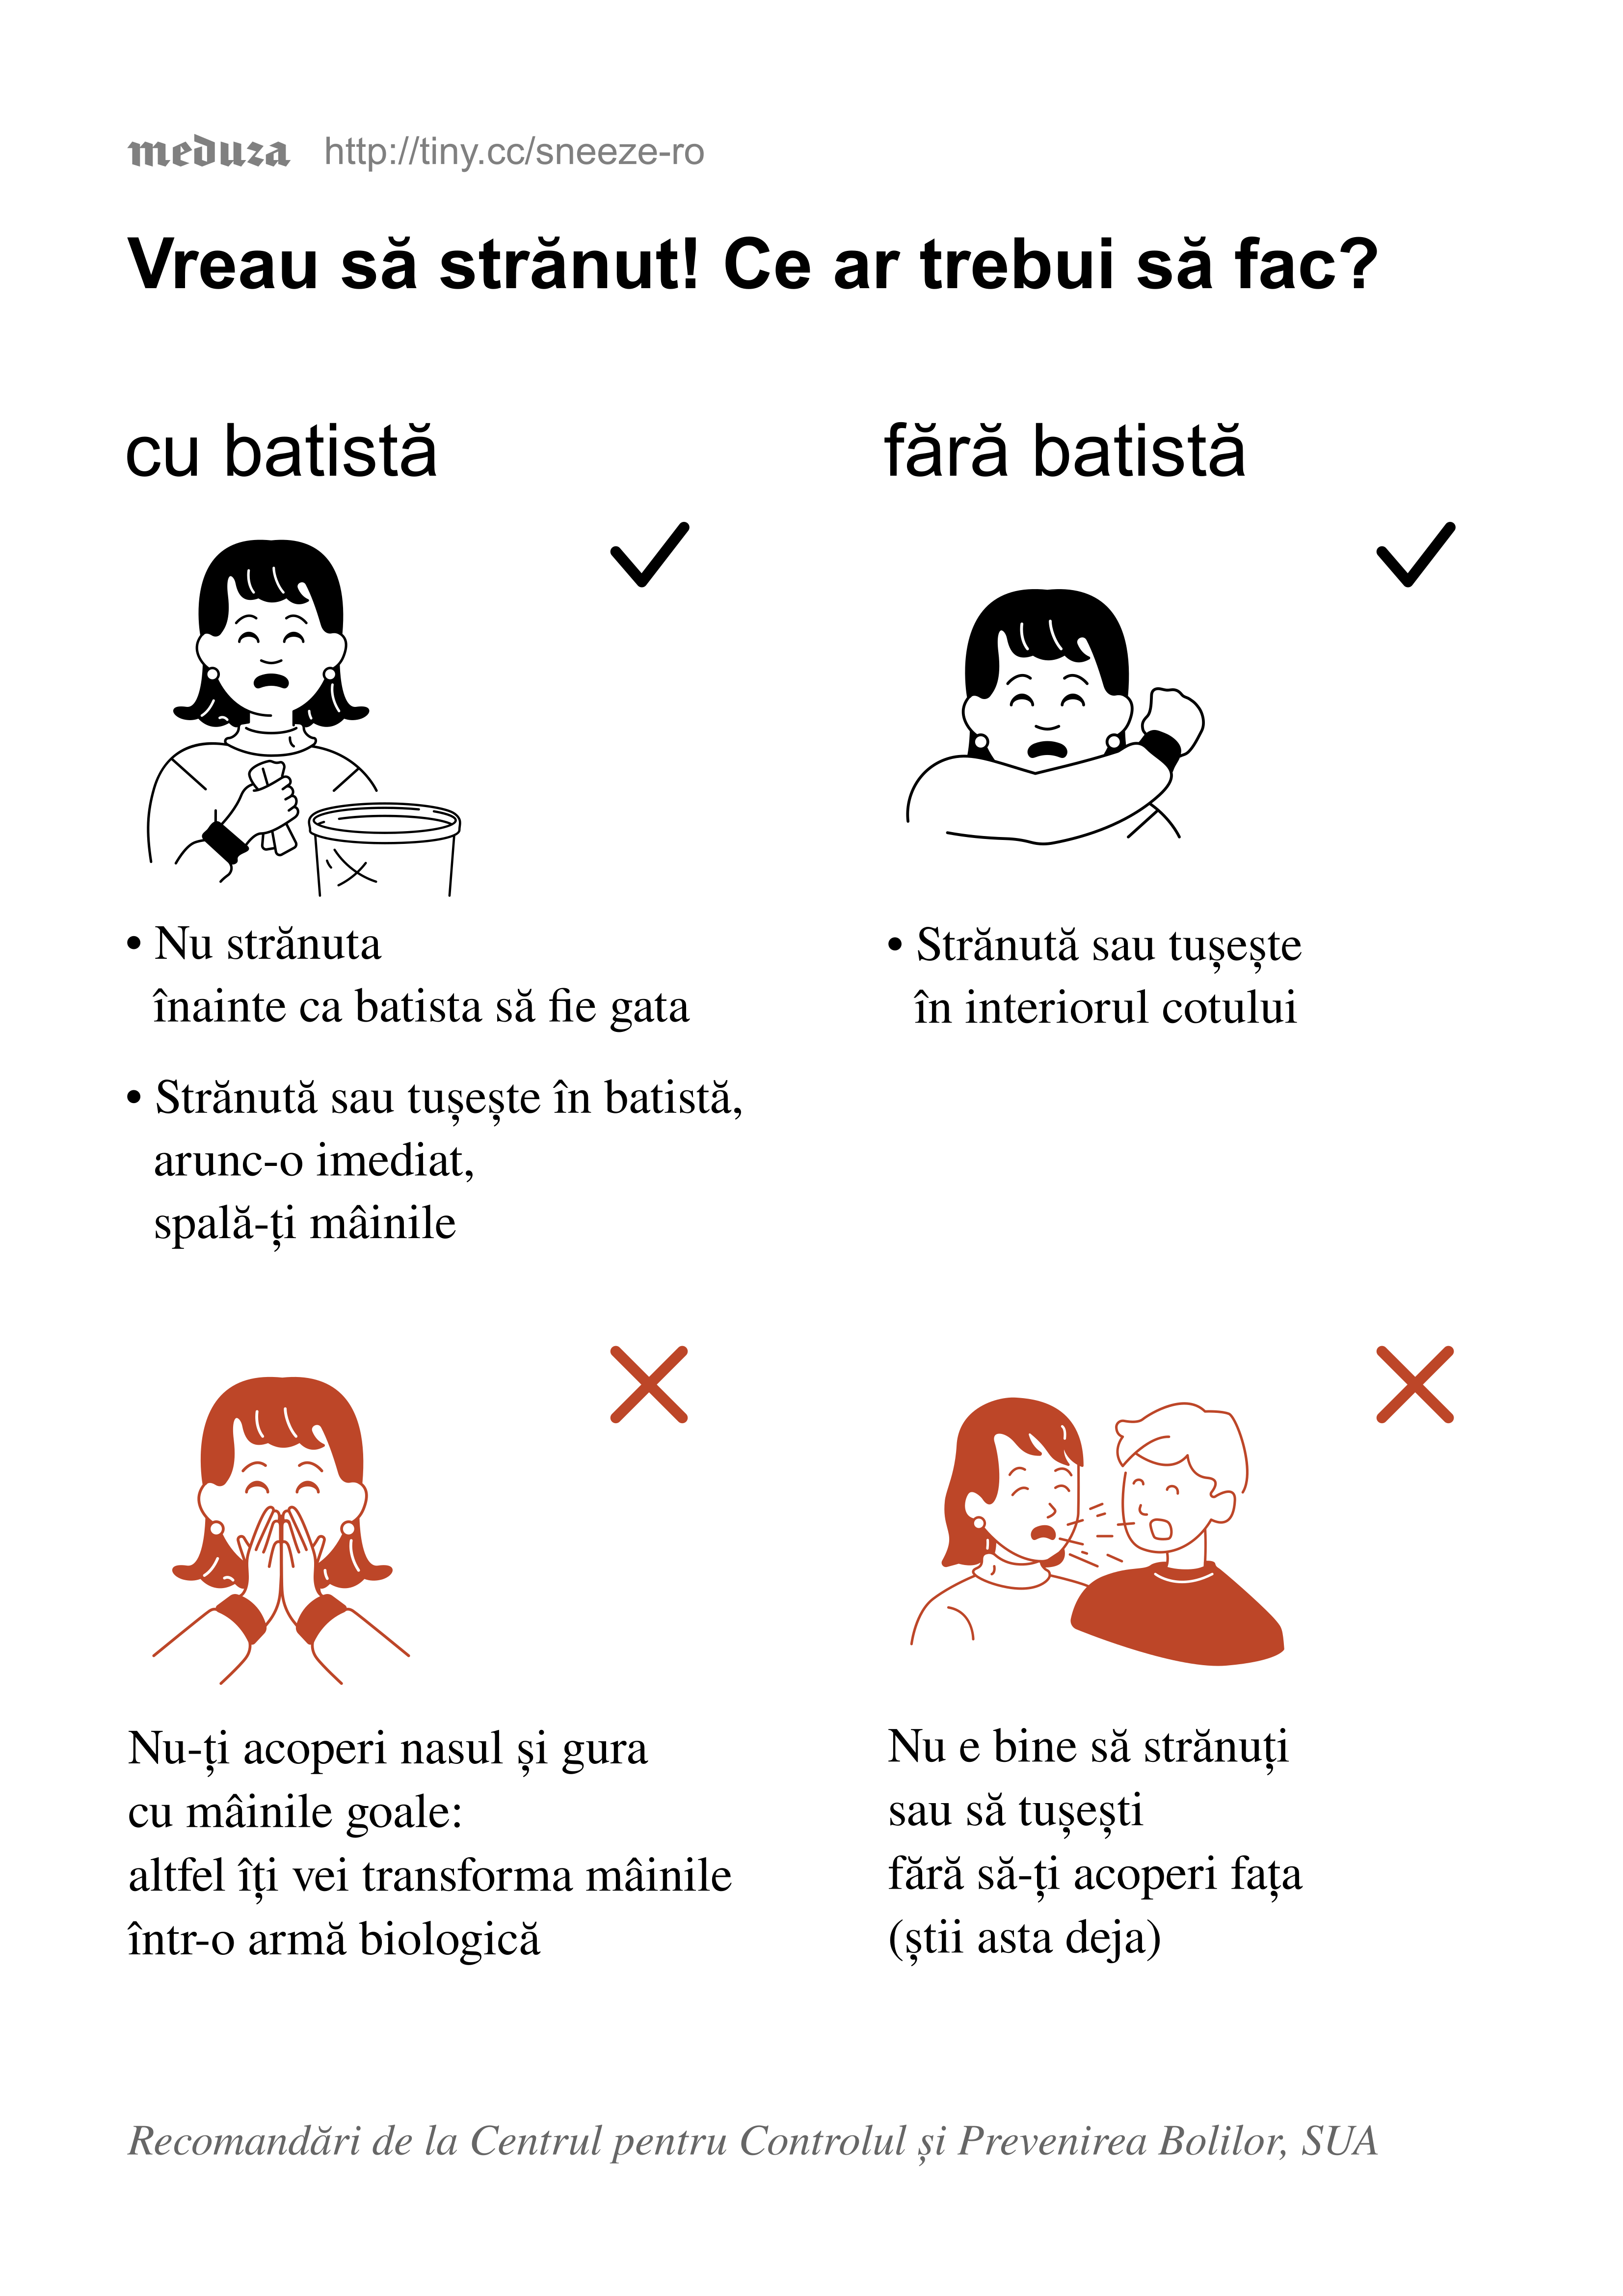 meduza http://tiny.cc/sneeze-ro
Vreau să strănut! Ce ar trebui să fac?
cu batistă
• Nu strănuta
înainte ca batista să fie gata
• Strănută sau tușește în batistă,
arunc-o imediat,
spală-ți mâinile
fără batistă
• Strănută sau tușește
în interiorul cotului
Nu-ți acoperi nasul și gura
cu mâinile goale:
altfel îți vei transforma mâinile
într-o armă biologică
Nu e bine să strănuți
sau să tușești
fără să-ți acoperi fața
(știi asta deja)
Recomandări de la Centrul pentru Controlul și Prevenirea Bolilor, SUA